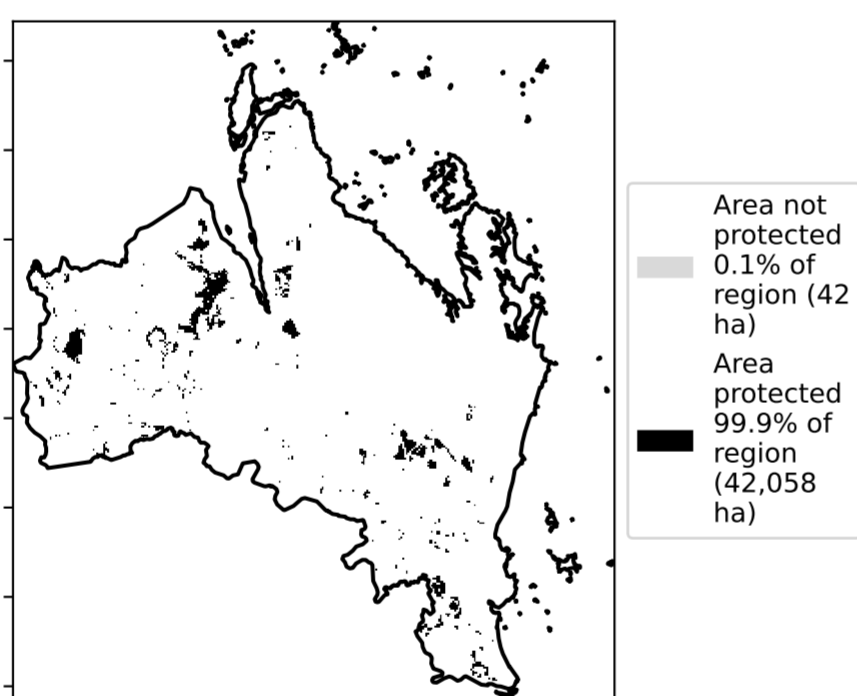 Area not
protected
0.1% of
region (42
ha)
Area
protected
99.9% of
region
(42,058
ha)